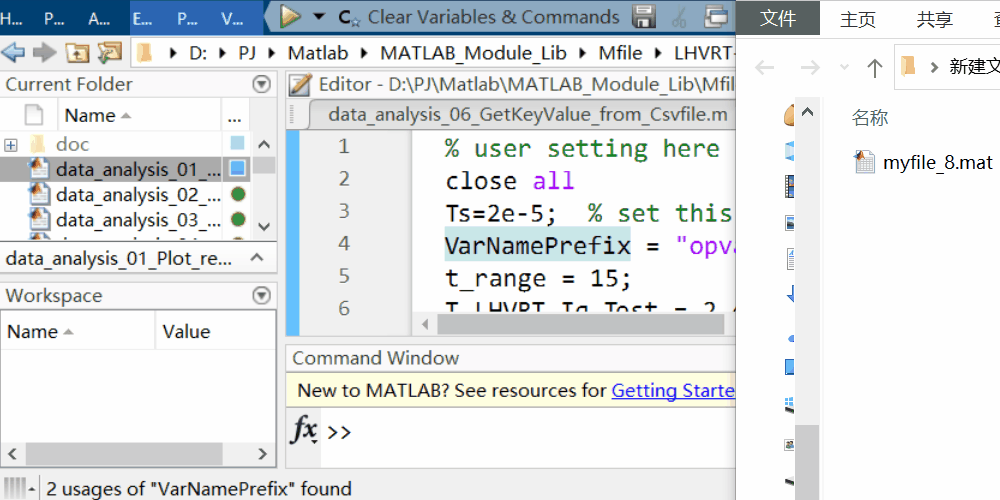 H... P... A... E... P... V... Clear Variables & Commands
D: PJ Matlab MATLAB_Module_Lib Mfile LHVRT-
Current Folder
Name ...
doc
data_analysis_01_...
data_analysis_02_...
data_analysis_03_...
data_analysis_01_Plot_re...
Workspace
Name Value
Editor - D:\PJ\Matlab\MATLAB_Module_Lib\Mfil
data_analysis_06_GetKeyValue_from_Csvfile.m
1 % user setting here
2 close all
3 Ts=2e-5; % set this
4 VarNamePrefix = "opva
5 t_range = 15;
6 T_LHVRT_Iq_Test = 2
Command Window
New to MATLAB? See resources for Getting Starte
fx >>
2 usages of "VarNamePrefix" found
文件 主页 共享
新建文
名称
myfile_8.mat